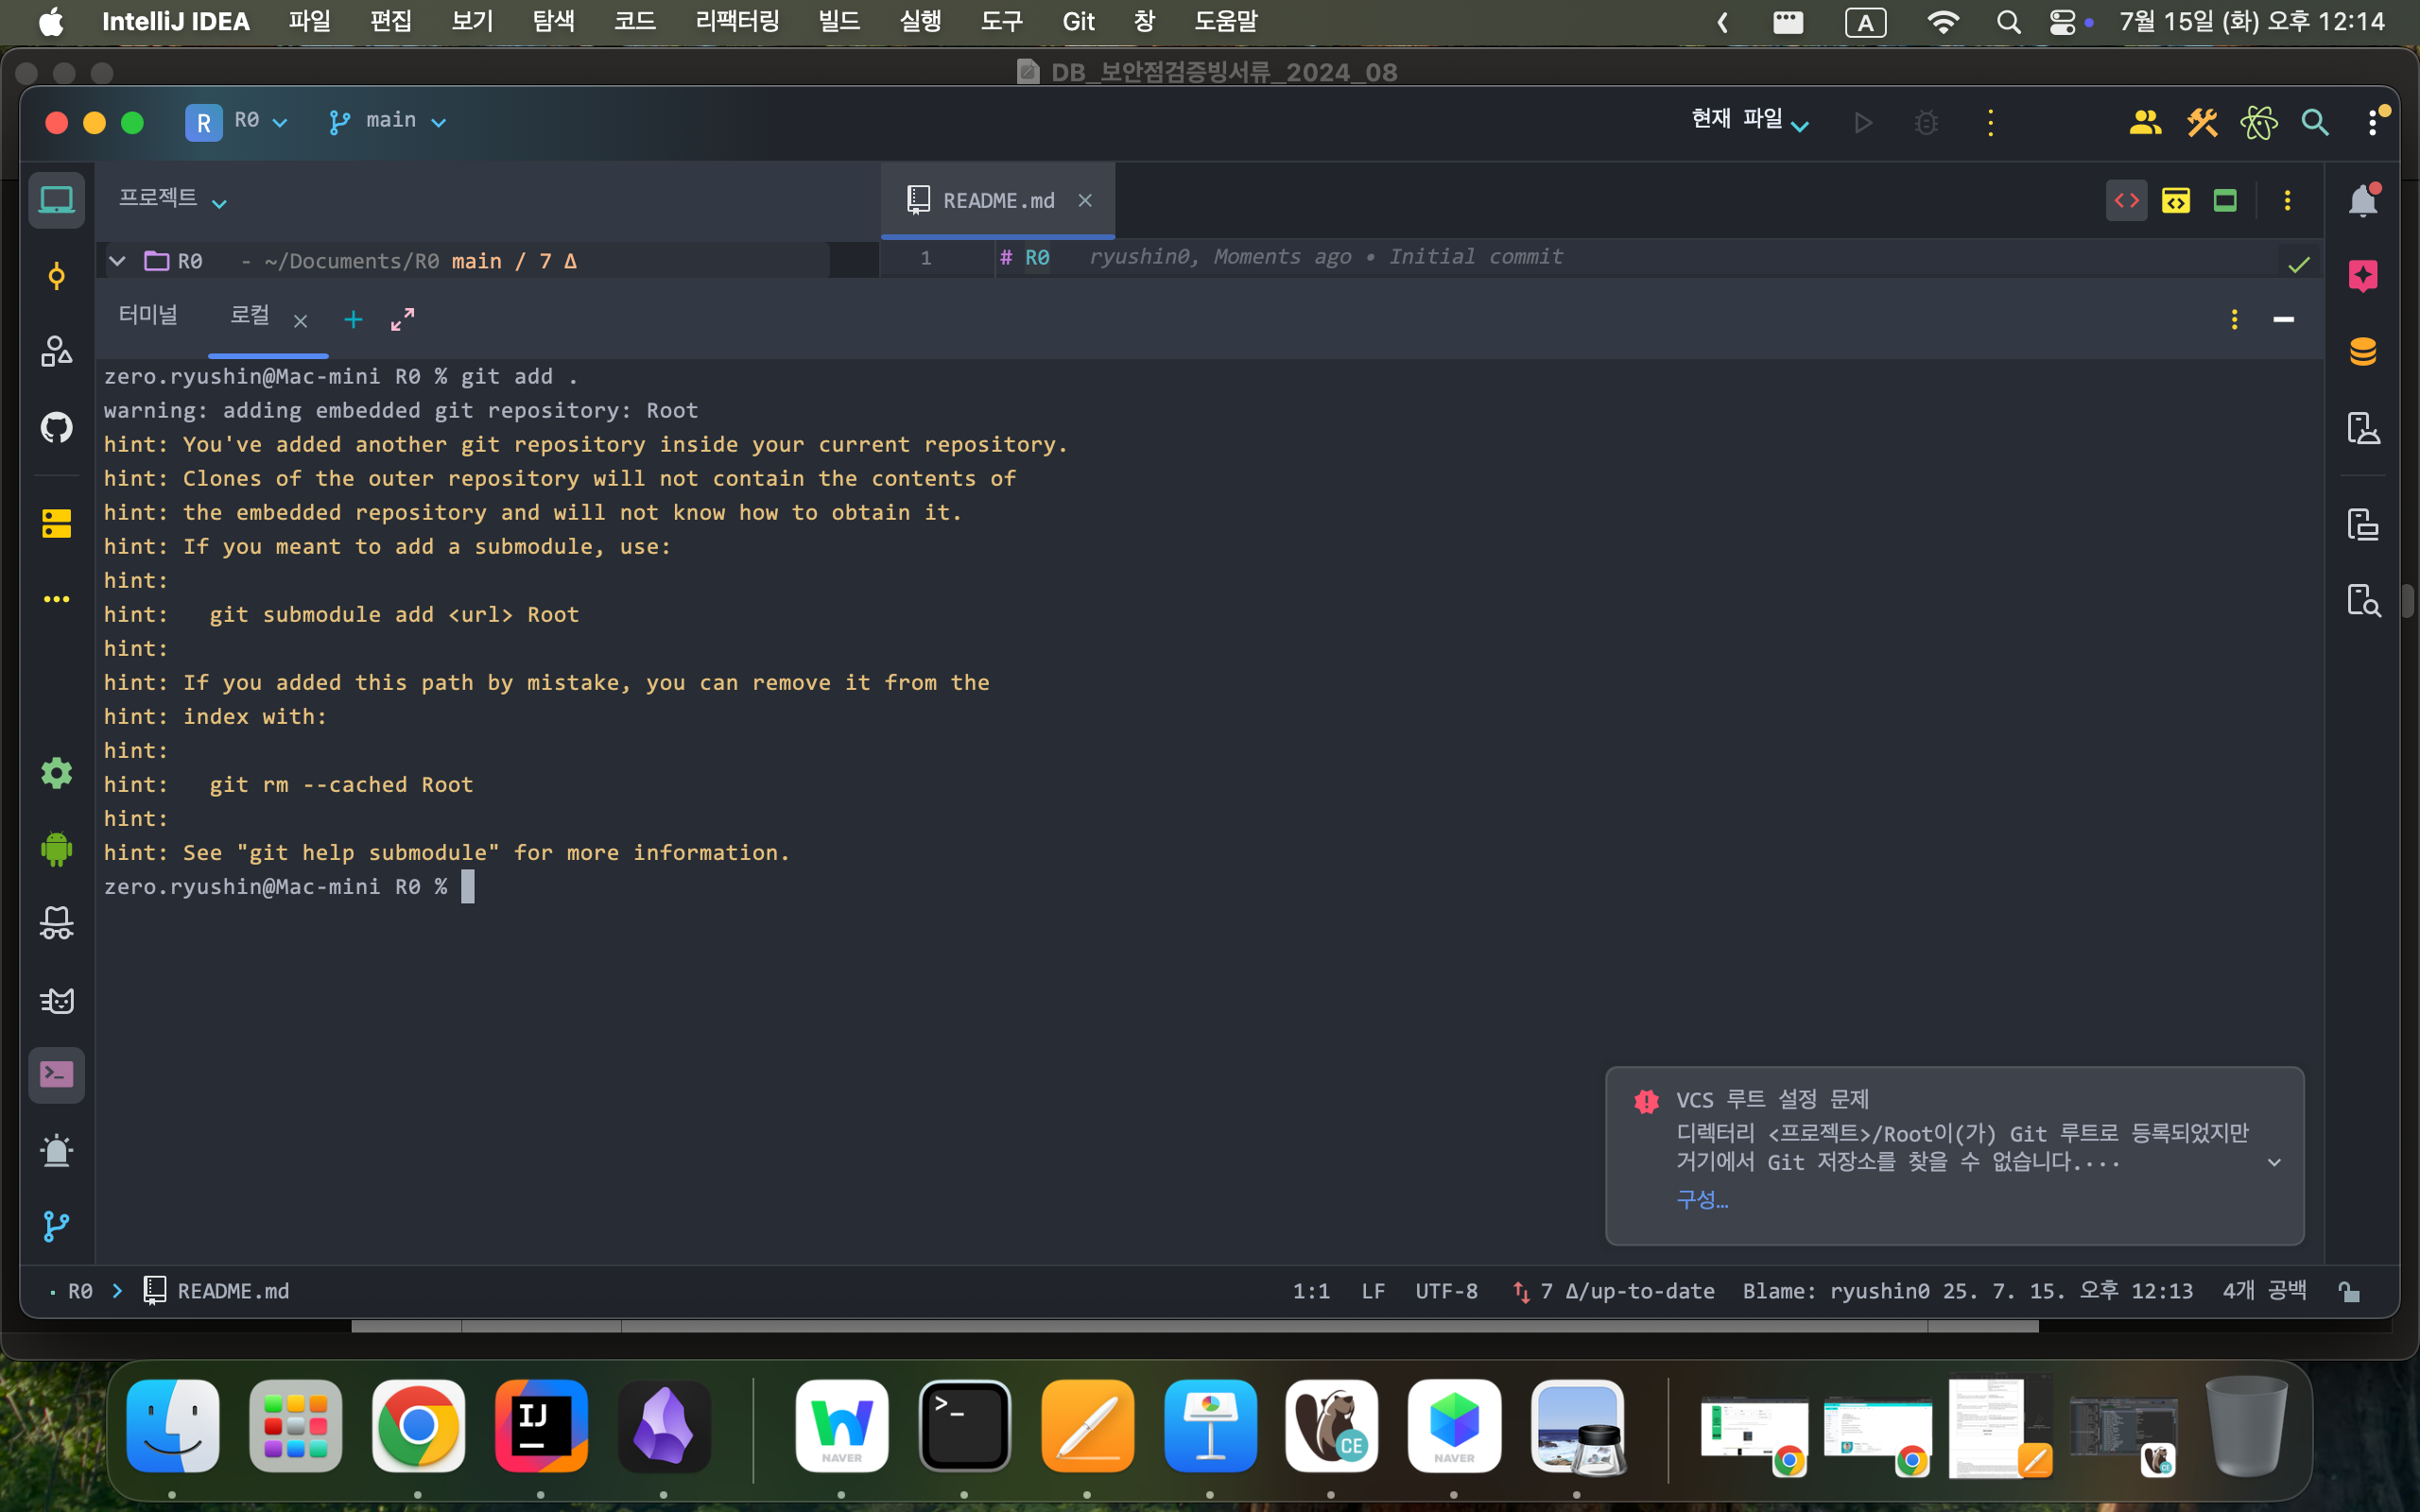 IntelliJ IDEA 파일 편집 보기 탐색 코드 리팩터링 빌드 실행 도구 Git 창 도움말 A 7월 15일 (화) 오후 12:14
DB_보안점검증빙서류_2024_08
R R0 main 현재 파일
프로젝트 README.md
R0 - ~/Documents/R0 main / 7 Δ 1 # R0 ryushin0, Moments ago • Initial commit
터미널 로컬
zero.ryushin@Mac-mini R0 % git add .
warning: adding embedded git repository: Root
hint: You've added another git repository inside your current repository.
hint: Clones of the outer repository will not contain the contents of
hint: the embedded repository and will not know how to obtain it.
hint: If you meant to add a submodule, use:
hint:
hint:   git submodule add <url> Root
hint:
hint: If you added this path by mistake, you can remove it from the
hint: index with:
hint:
hint:   git rm --cached Root
hint:
hint: See "git help submodule" for more information.
zero.ryushin@Mac-mini R0 %
VCS 루트 설정 문제
디렉터리 <프로젝트>/Root이(가) Git 루트로 등록되었지만
거기에서 Git 저장소를 찾을 수 없습니다.···
구성...
R0 README.md 1:1 LF UTF-8 7 Δ/up-to-date Blame: ryushin0 25. 7. 15. 오후 12:13 4개 공백
IJ NAVER CE NAVER